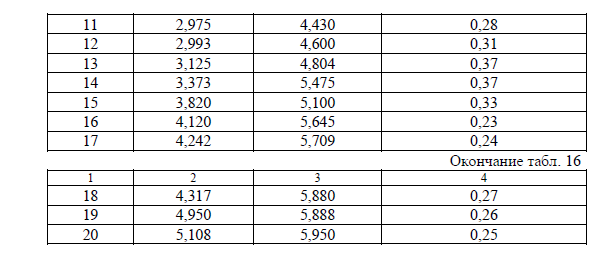 11 2,975 4,430 0,28
12 2,993 4,600 0,31
13 3,125 4,804 0,37
14 3,373 5,475 0,37
15 3,820 5,100 0,33
16 4,120 5,645 0,23
17 4,242 5,709 0,24
Окончание табл. 16
1 2 3 4
18 4,317 5,880 0,27
19 4,950 5,888 0,26
20 5,108 5,950 0,25